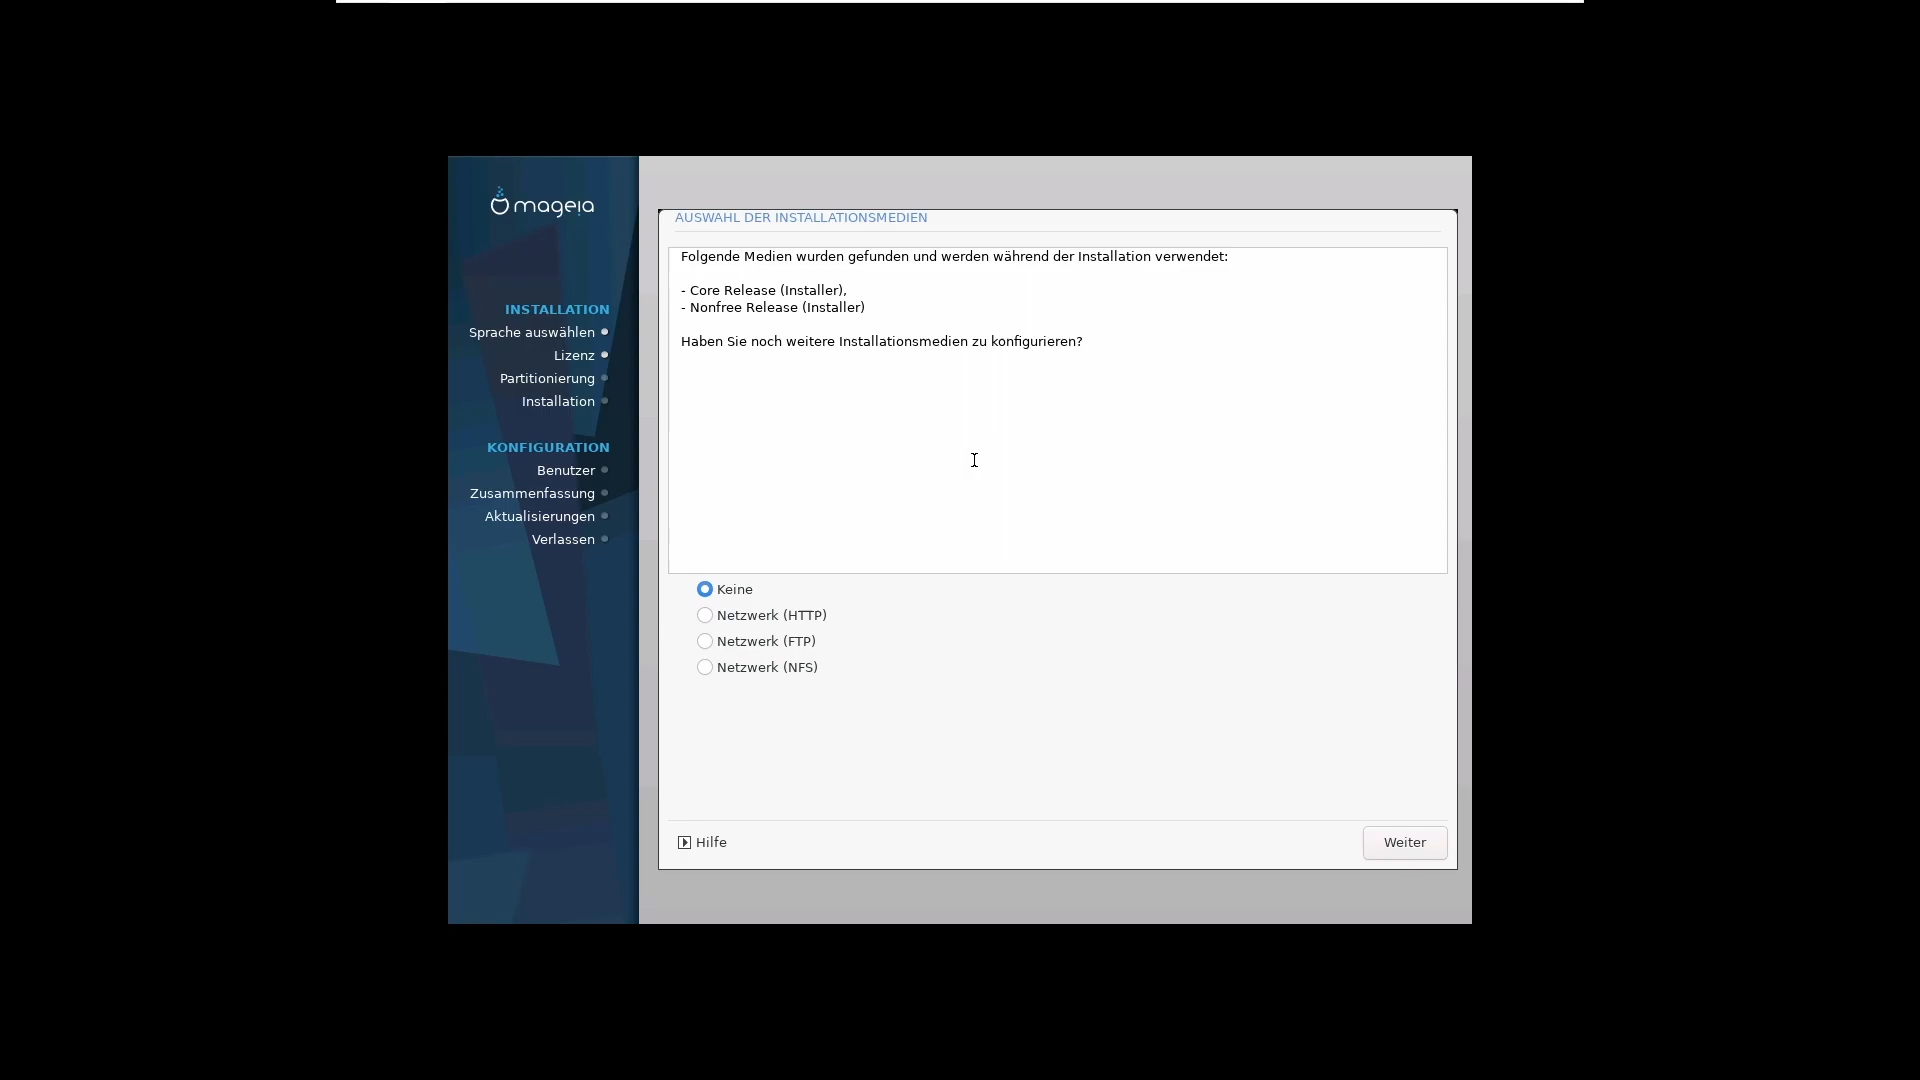 mageia
INSTALLATION
Sprache auswählen
Lizenz
Partitionierung
Installation
KONFIGURATION
Benutzer
Zusammenfassung
Aktualisierungen
Verlassen
AUSWAHL DER INSTALLATIONSMEDIEN
Folgende Medien wurden gefunden und werden während der Installation verwendet:
- Core Release (Installer),
- Nonfree Release (Installer)
Haben Sie noch weitere Installationsmedien zu konfigurieren?
Keine
Netzwerk (HTTP)
Netzwerk (FTP)
Netzwerk (NFS)
Hilfe
Weiter